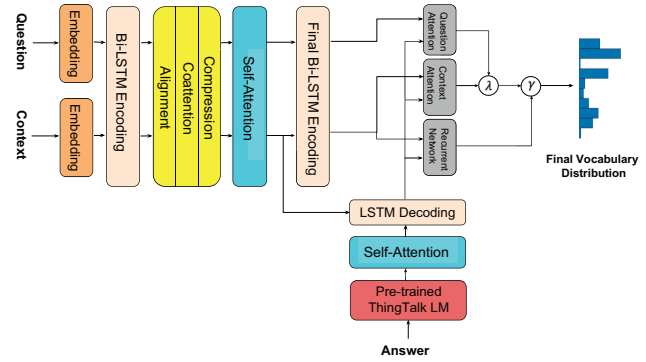 Question
Context
Embedding
Embedding
Bi-LSTM Encoding
Alignment
Coattention
Compression
Self-Attention
Final Bi-LSTM Encoding
Question
Attention
Context
Attention
Recurrent
Network
λ
γ
Final Vocabulary
Distribution
LSTM Decoding
Self-Attention
Pre-trained
ThingTalk LM
Answer